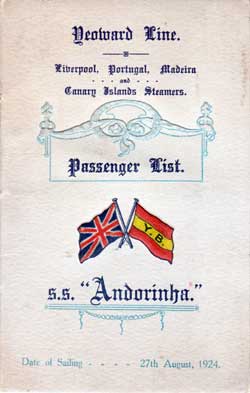 Yeoward Line.
Liverpool, Portugal, Madeira
and
Canary Islands Steamers.
Passenger List.
Y.B.
S.S. "Andorinha."
Date of Sailing - - - - 27th August, 1924.